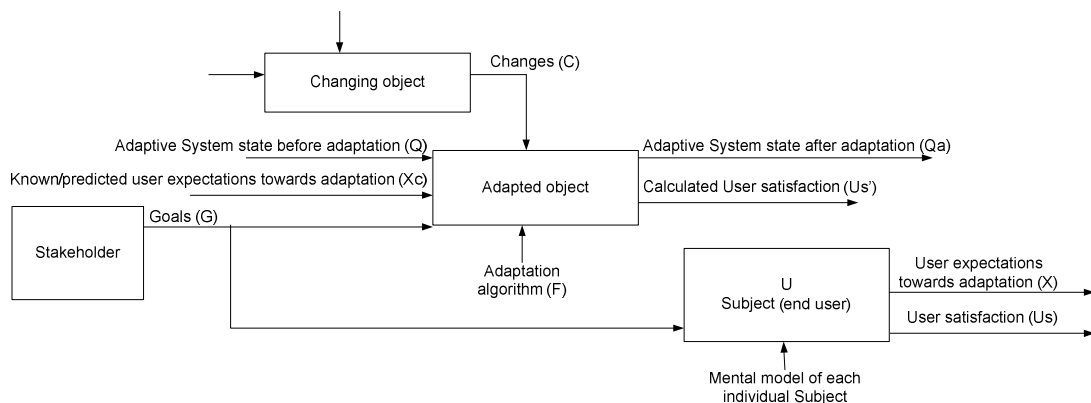 Changing object
Changes (C)
Adaptive System state before adaptation (Q)
Known/predicted user expectations towards adaptation (Xc)
Goals (G)
Stakeholder
Adapted object
Adaptive System state after adaptation (Qa)
Calculated User satisfaction (Us’)
Adaptation
algorithm (F)
U
Subject (end user)
User expectations
towards adaptation (X)
User satisfaction (Us)
Mental model of each
individual Subject